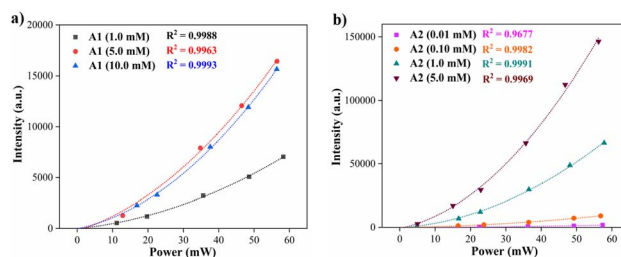 a)
A1 (1.0 mM) R² = 0.9988
A1 (5.0 mM) R² = 0.9963
A1 (10.0 mM) R² = 0.9993
20000
15000
10000
5000
0
Intensity (a.u.)
0 10 20 30 40 50 60
Power (mW)
b)
A2 (0.01 mM) R² = 0.9677
A2 (0.10 mM) R² = 0.9982
A2 (1.0 mM) R² = 0.9991
A2 (5.0 mM) R² = 0.9969
150000
100000
50000
0
Intensity (a.u.)
0 10 20 30 40 50 60
Power (mW)